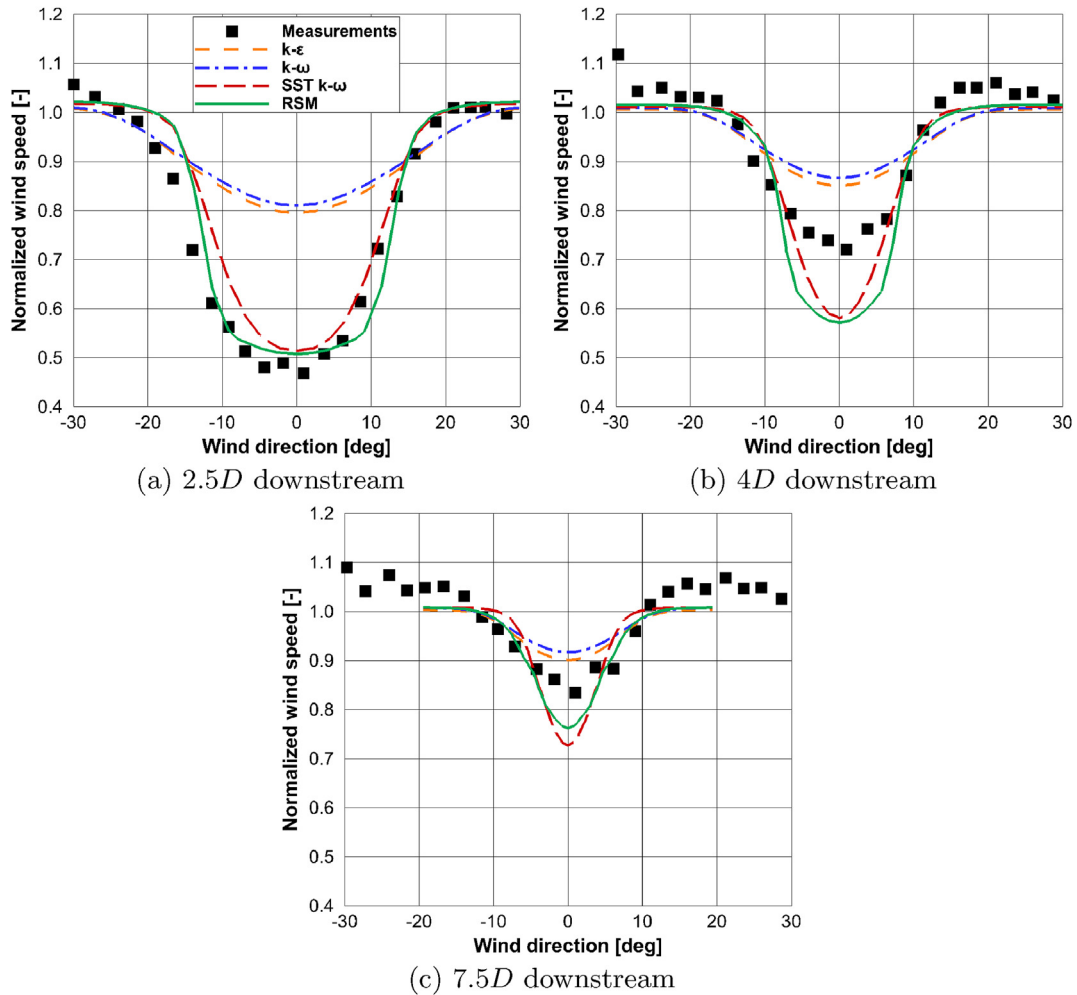 1.2
1.1
1.0
0.9
0.8
0.7
0.6
0.5
0.4
Normalized wind speed [-]
Measurements
k-ε
k-ω
SST k-ω
RSM
-30 -20 -10 0 10 20 30
Wind direction [deg]
(a) 2.5D downstream
1.2
1.1
1.0
0.9
0.8
0.7
0.6
0.5
0.4
Normalized wind speed [-]
-30 -20 -10 0 10 20 30
Wind direction [deg]
(b) 4D downstream
1.2
1.1
1.0
0.9
0.8
0.7
0.6
0.5
0.4
Normalized wind speed [-]
-30 -20 -10 0 10 20 30
Wind direction [deg]
(c) 7.5D downstream